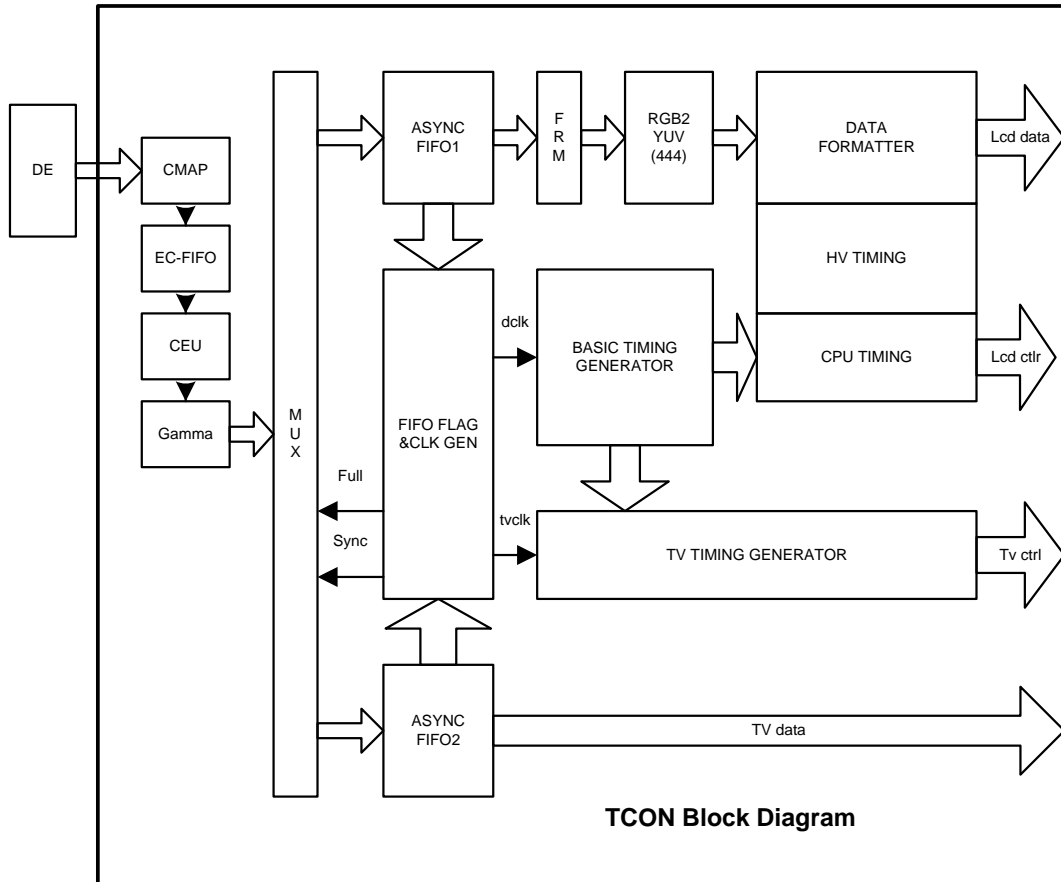 DE
CMAP
EC-FIFO
CEU
Gamma
M
U
X
ASYNC
FIFO1
F
R
M
RGB2
YUV
(444)
DATA
FORMATTER
Lcd data
HV TIMING
CPU TIMING
Lcd ctlr
dclk
BASIC TIMING
GENERATOR
FIFO FLAG
&CLK GEN
Full
Sync
tvclk
TV TIMING GENERATOR
Tv ctrl
ASYNC
FIFO2
TV data
TCON Block Diagram